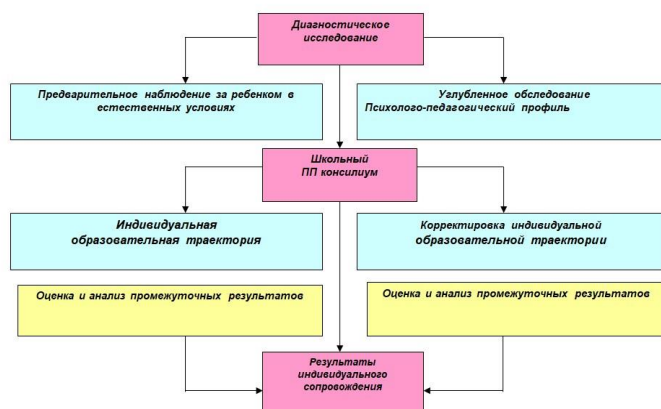 Диагностическое
исследование
Предварительное наблюдение за ребенком в
естественных условиях
Углубленное обследование
Психолого-педагогический профиль
Школьный
ПП консилиум
Индивидуальная
образовательная траектория
Корректировка индивидуальной
образовательной траектории
Оценка и анализ промежуточных результатов
Оценка и анализ промежуточных результатов
Результаты
индивидуального
сопровождения